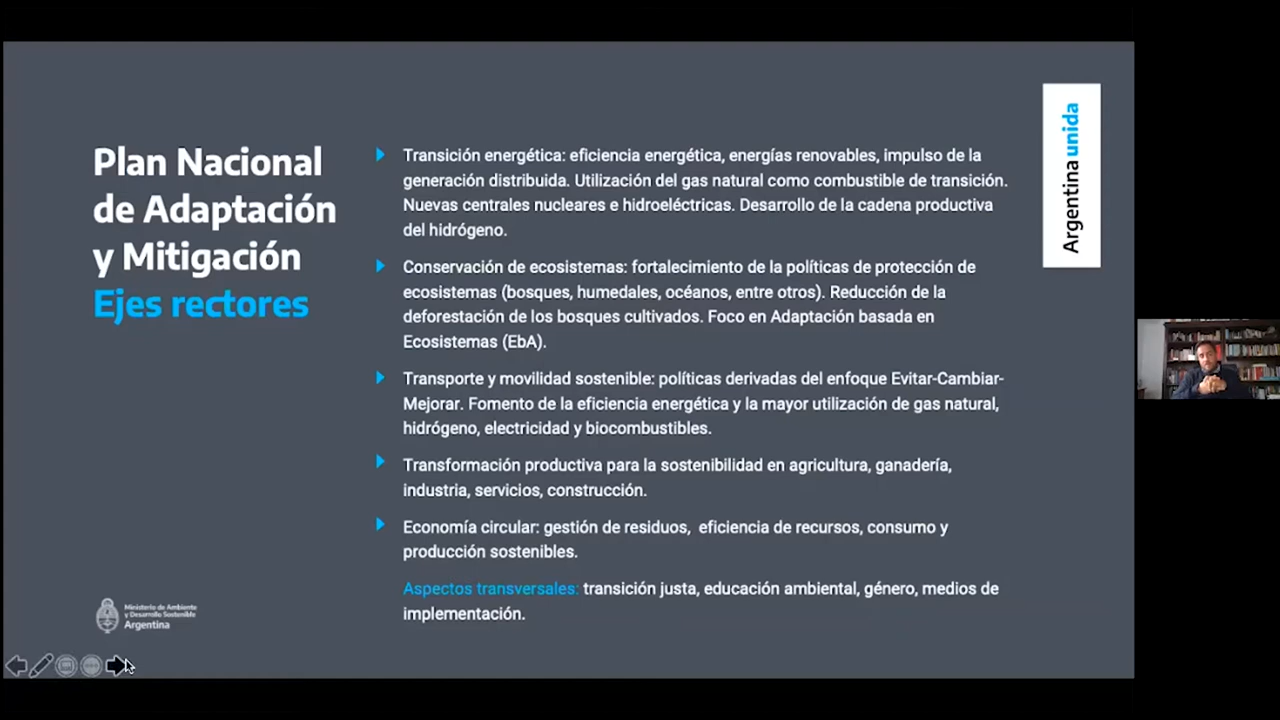 Plan Nacional
de Adaptación
y Mitigación
Ejes rectores
Transición energética: eficiencia energética, energías renovables, impulso de la
generación distribuida. Utilización del gas natural como combustible de transición.
Nuevas centrales nucleares e hidroeléctricas. Desarrollo de la cadena productiva
del hidrógeno.
Conservación de ecosistemas: fortalecimiento de la políticas de protección de
ecosistemas (bosques, humedales, océanos, entre otros). Reducción de la
deforestación de los bosques cultivados. Foco en Adaptación basada en
Ecosistemas (EbA).
Transporte y movilidad sostenible: políticas derivadas del enfoque Evitar-Cambiar-
Mejorar. Fomento de la eficiencia energética y la mayor utilización de gas natural,
hidrógeno, electricidad y biocombustibles.
Transformación productiva para la sostenibilidad en agricultura, ganadería,
industria, servicios, construcción.
Economía circular: gestión de residuos, eficiencia de recursos, consumo y
producción sostenibles.
Aspectos transversales: transición justa, educación ambiental, género, medios de
implementación.
Argentina unida
Ministerio de Ambiente
y Desarrollo Sostenible
Argentina